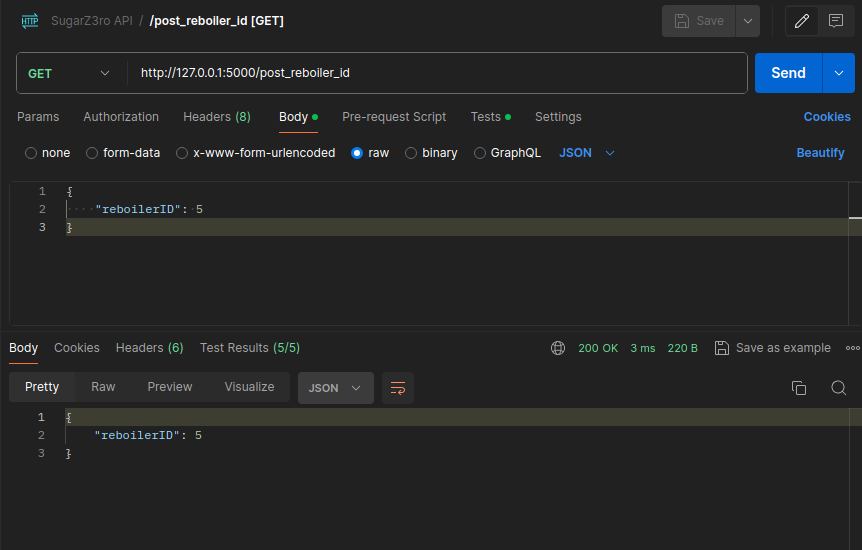 HTTP SugarZ3ro API / /post_reboiler_id [GET] Save
GET http://127.0.0.1:5000/post_reboiler_id Send
Params Authorization Headers (8) Body Pre-request Script Tests Settings Cookies
none form-data x-www-form-urlencoded raw binary GraphQL JSON Beautify
1 {
2 "reboilerID": 5
3 }
Body Cookies Headers (6) Test Results (5/5) 200 OK 3 ms 220 B Save as example
Pretty Raw Preview Visualize JSON
1 {
2 "reboilerID": 5
3 }